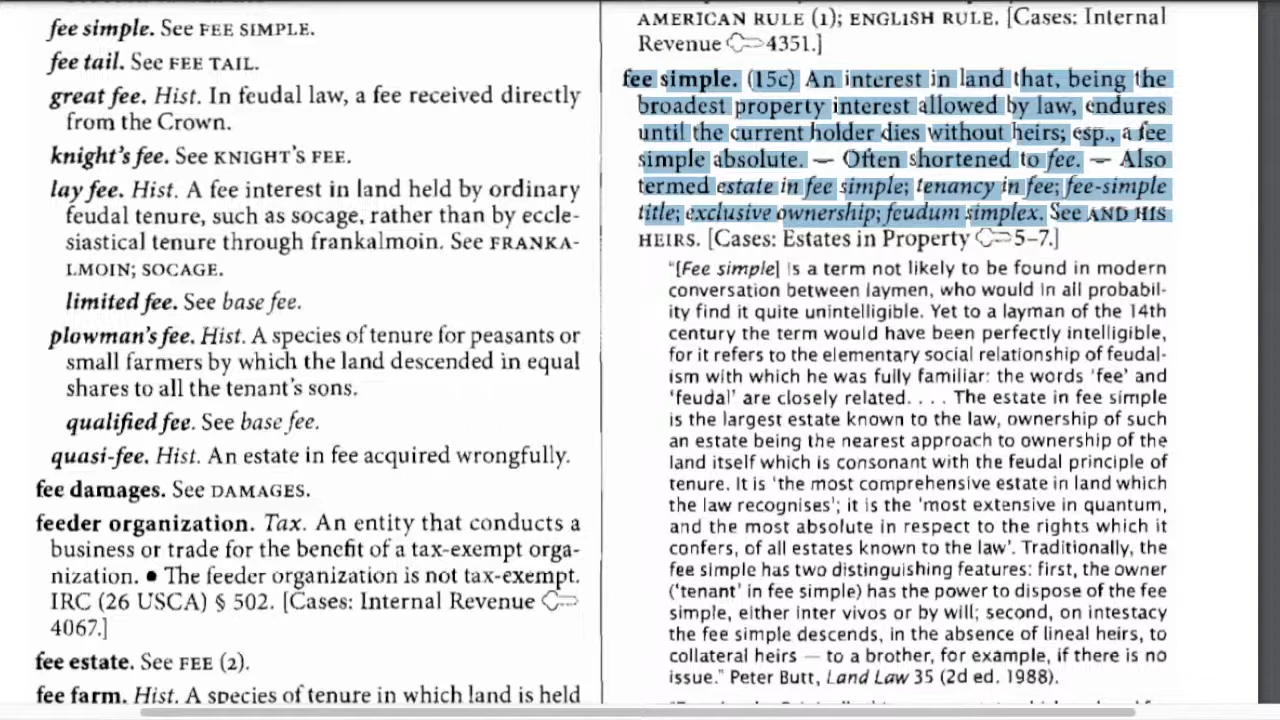 fee simple. See FEE SIMPLE.
fee tail. See FEE TAIL.
great fee. Hist. In feudal law, a fee received directly
from the Crown.
knight's fee. See KNIGHT'S FEE.
lay fee. Hist. A fee interest in land held by ordinary
feudal tenure, such as socage, rather than by eccle-
siastical tenure through frankalmoin. See FRANKA-
LMOIN; SOCAGE.
limited fee. See base fee.
plowman's fee. Hist. A species of tenure for peasants or
small farmers by which the land descended in equal
shares to all the tenant's sons.
qualified fee. See base fee.
quasi-fee. Hist. An estate in fee acquired wrongfully.
fee damages. See DAMAGES.
feeder organization. Tax. An entity that conducts a
business or trade for the benefit of a tax-exempt orga-
nization. ● The feeder organization is not tax-exempt.
IRC (26 USCA) § 502. [Cases: Internal Revenue
4067.]
fee estate. See FEE (2).
fee farm. Hist. A species of tenure in which land is held
AMERICAN RULE (1); ENGLISH RULE. [Cases: Internal
Revenue 4351.]
fee simple. (15c) An interest in land that, being the
broadest property interest allowed by law, endures
until the current holder dies without heirs; esp., a fee
simple absolute. — Often shortened to fee. — Also
termed estate in fee simple; tenancy in fee; fee-simple
title; exclusive ownership; feudum simplex. See AND HIS
HEIRS. [Cases: Estates in Property 5–7.]
"[Fee simple] is a term not likely to be found in modern
conversation between laymen, who would in all probabil-
ity find it quite unintelligible. Yet to a layman of the 14th
century the term would have been perfectly intelligible,
for it refers to the elementary social relationship of feudal-
ism with which he was fully familiar: the words 'fee' and
'feudal' are closely related. . . . The estate in fee simple
is the largest estate known to the law, ownership of such
an estate being the nearest approach to ownership of the
land itself which is consonant with the feudal principle of
tenure. It is 'the most comprehensive estate in land which
the law recognises'; it is the 'most extensive in quantum,
and the most absolute in respect to the rights which it
confers, of all estates known to the law'. Traditionally, the
fee simple has two distinguishing features: first, the owner
('tenant' in fee simple) has the power to dispose of the fee
simple, either inter vivos or by will; second, on intestacy
the fee simple descends, in the absence of lineal heirs, to
collateral heirs — to a brother, for example, if there is no
issue." Peter Butt, Land Law 35 (2d ed. 1988).